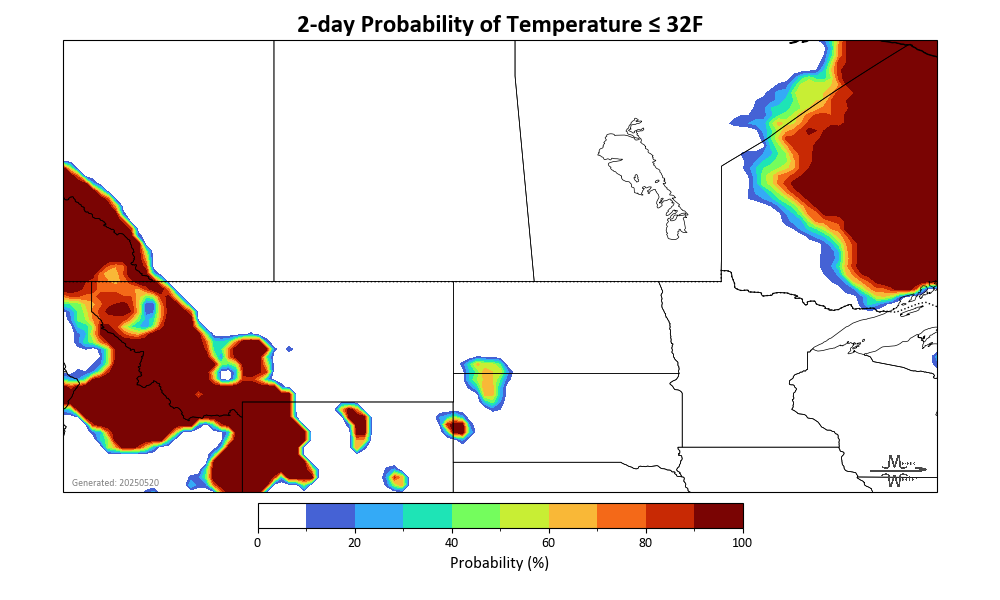 2-day Probability of Temperature ≤ 32F
Generated: 20250520
0 20 40 60 80 100
Probability (%)